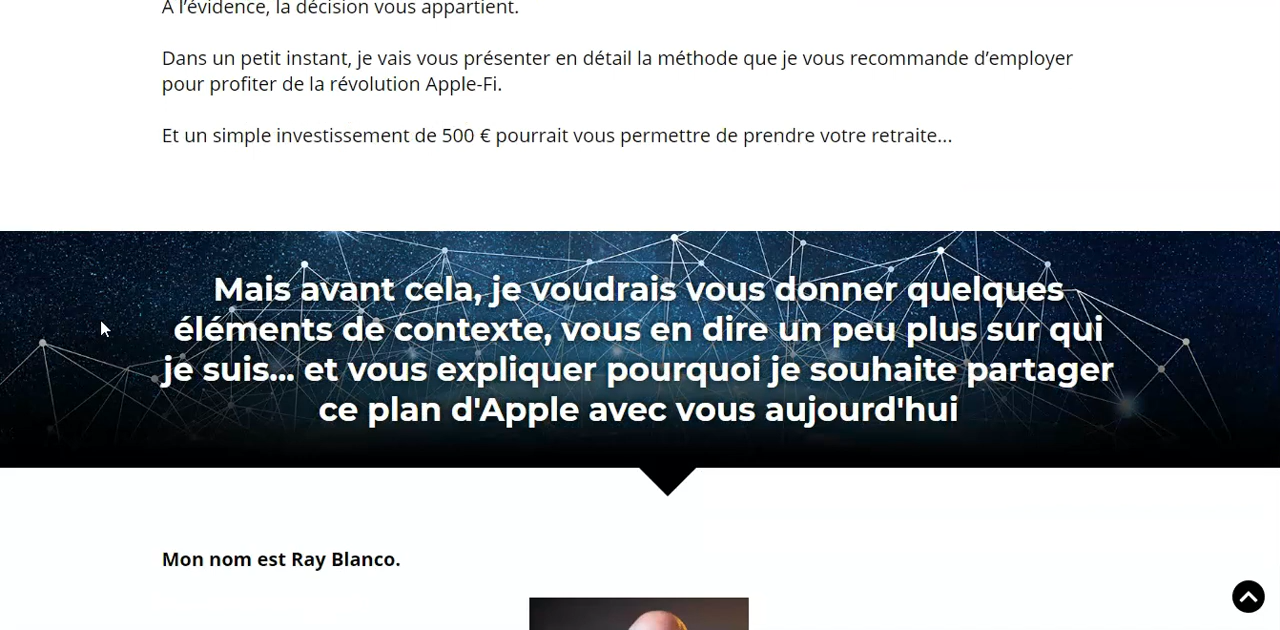 A l’évidence, la décision vous appartient.
Dans un petit instant, je vais vous présenter en détail la méthode que je vous recommande d’employer
pour profiter de la révolution Apple-Fi.
Et un simple investissement de 500 € pourrait vous permettre de prendre votre retraite...
Mais avant cela, je voudrais vous donner quelques
éléments de contexte, vous en dire un peu plus sur qui
je suis... et vous expliquer pourquoi je souhaite partager
ce plan d'Apple avec vous aujourd'hui
Mon nom est Ray Blanco.